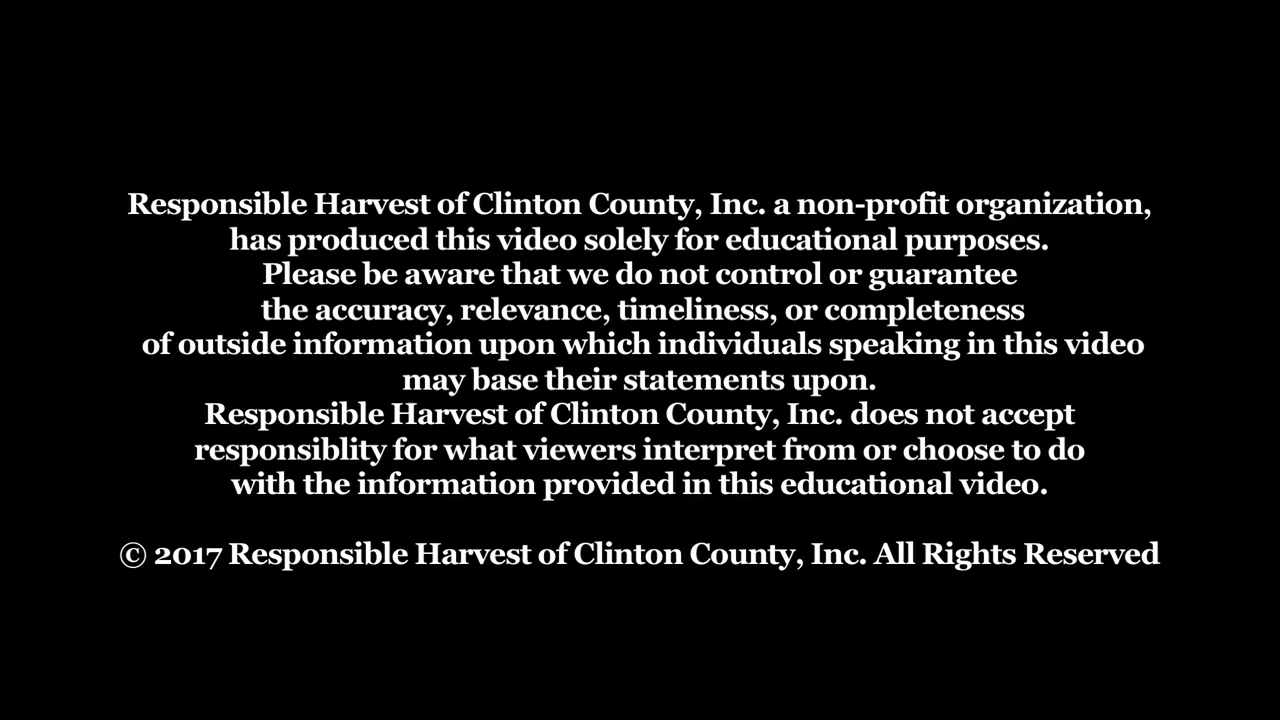 Responsible Harvest of Clinton County, Inc. a non-profit organization,
has produced this video solely for educational purposes.
Please be aware that we do not control or guarantee
the accuracy, relevance, timeliness, or completeness
of outside information upon which individuals speaking in this video
may base their statements upon.
Responsible Harvest of Clinton County, Inc. does not accept
responsiblity for what viewers interpret from or choose to do
with the information provided in this educational video.
© 2017 Responsible Harvest of Clinton County, Inc. All Rights Reserved